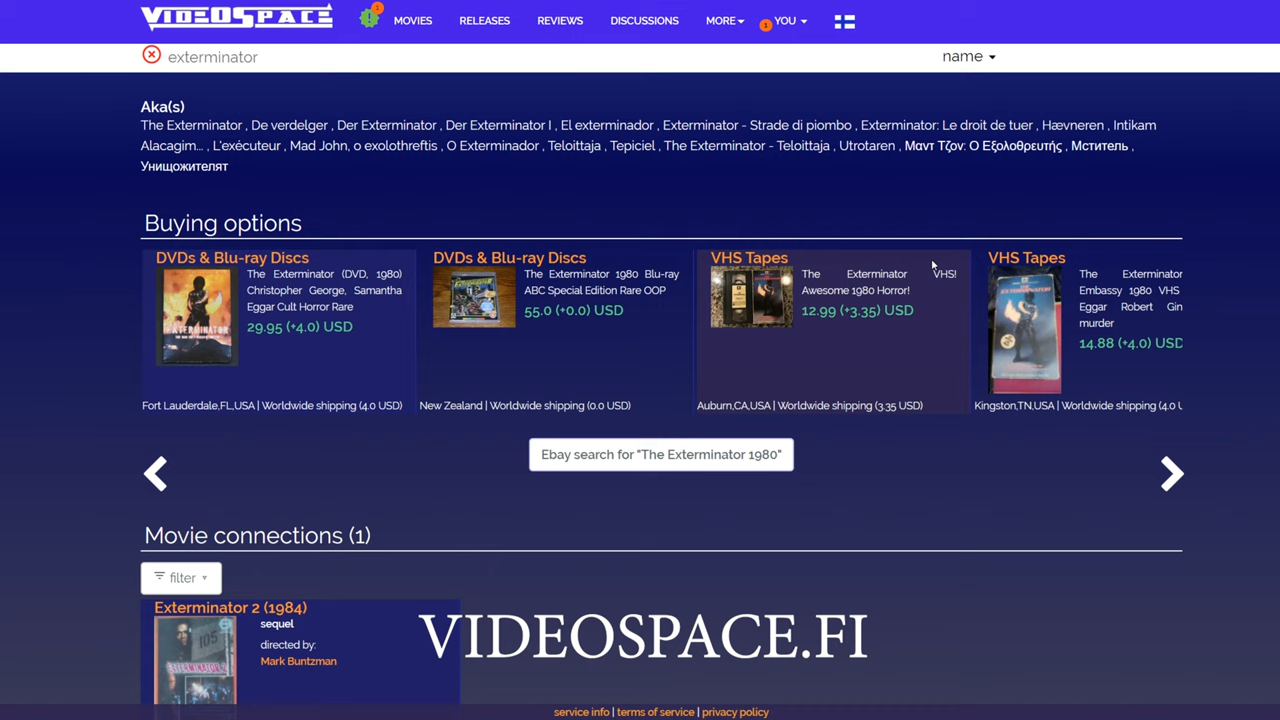 VIDEOSPACE
1
MOVIES RELEASES REVIEWS DISCUSSIONS MORE 1 YOU
exterminator name
Aka(s)
The Exterminator , De verdelger , Der Exterminator , Der Exterminator I , El exterminador , Exterminator - Strade di piombo , Exterminator: Le droit de tuer , Hævneren , Intikam
Alacagim... , L'exécuteur , Mad John, o exolothreftis , O Exterminador , Teloittaja , Tepiciel , The Exterminator - Teloittaja , Utrotaren , Μαντ Τζον: Ο Εξολοθρευτής , Мститель ,
Унищожителят
Buying options
DVDs & Blu-ray Discs
The Exterminator (DVD, 1980)
Christopher George, Samantha
Eggar Cult Horror Rare
29.95 (+4.0) USD
Fort Lauderdale,FL,USA | Worldwide shipping (4.0 USD)
DVDs & Blu-ray Discs
The Exterminator 1980 Blu-ray
ABC Special Edition Rare OOP
55.0 (+0.0) USD
New Zealand | Worldwide shipping (0.0 USD)
VHS Tapes
The Exterminator VHS!
Awesome 1980 Horror!
12.99 (+3.35) USD
Auburn,CA,USA | Worldwide shipping (3.35 USD)
VHS Tapes
The Exterminator
Embassy 1980 VHS
Eggar Robert Gin
murder
14.88 (+4.0) USD
Kingston,TN,USA | Worldwide shipping (4.0 U
Ebay search for "The Exterminator 1980"
Movie connections (1)
filter
Exterminator 2 (1984)
sequel
directed by:
Mark Buntzman
VIDEOSPACE.FI
service info | terms of service | privacy policy